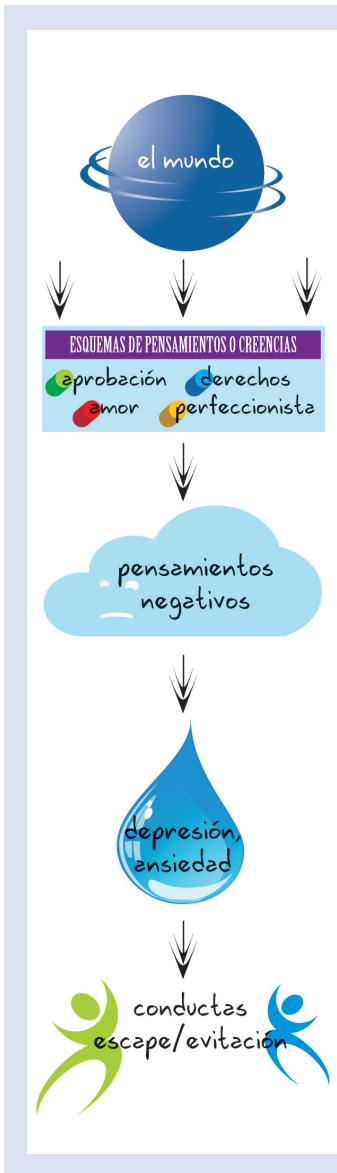 el mundo
ESQUEMAS DE PENSAMIENTOS O CREENCIAS
aprobación derechos
amor perfeccionista
pensamientos
negativos
depresión,
ansiedad
conductas
escape/evitación